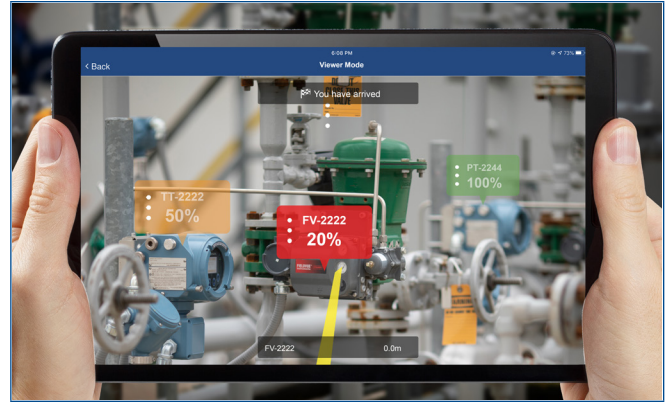 6:08 PM
73%
Back
Viewer Mode
You have arrived
TT-2222
50%
FV-2222
20%
PT-2244
100%
FV-2222
0.0m